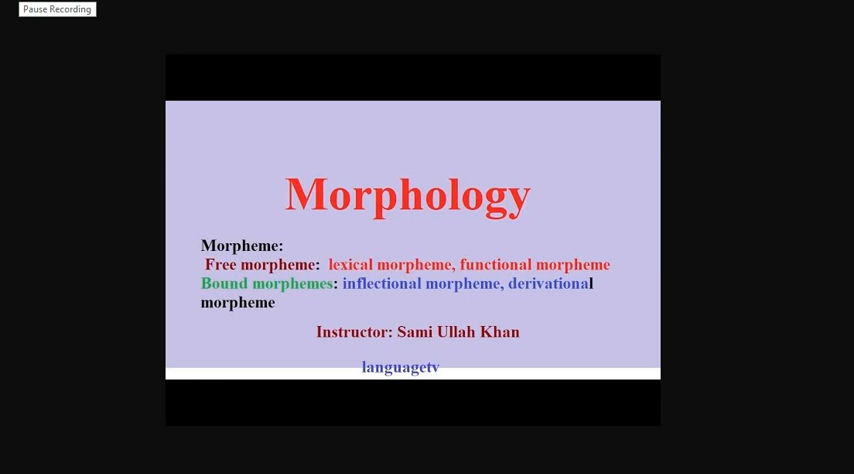 Pause Recording
Morphology
Morpheme:
Free morpheme: lexical morpheme, functional morpheme
Bound morphemes: inflectional morpheme, derivational
morpheme
Instructor: Sami Ullah Khan
languagetv